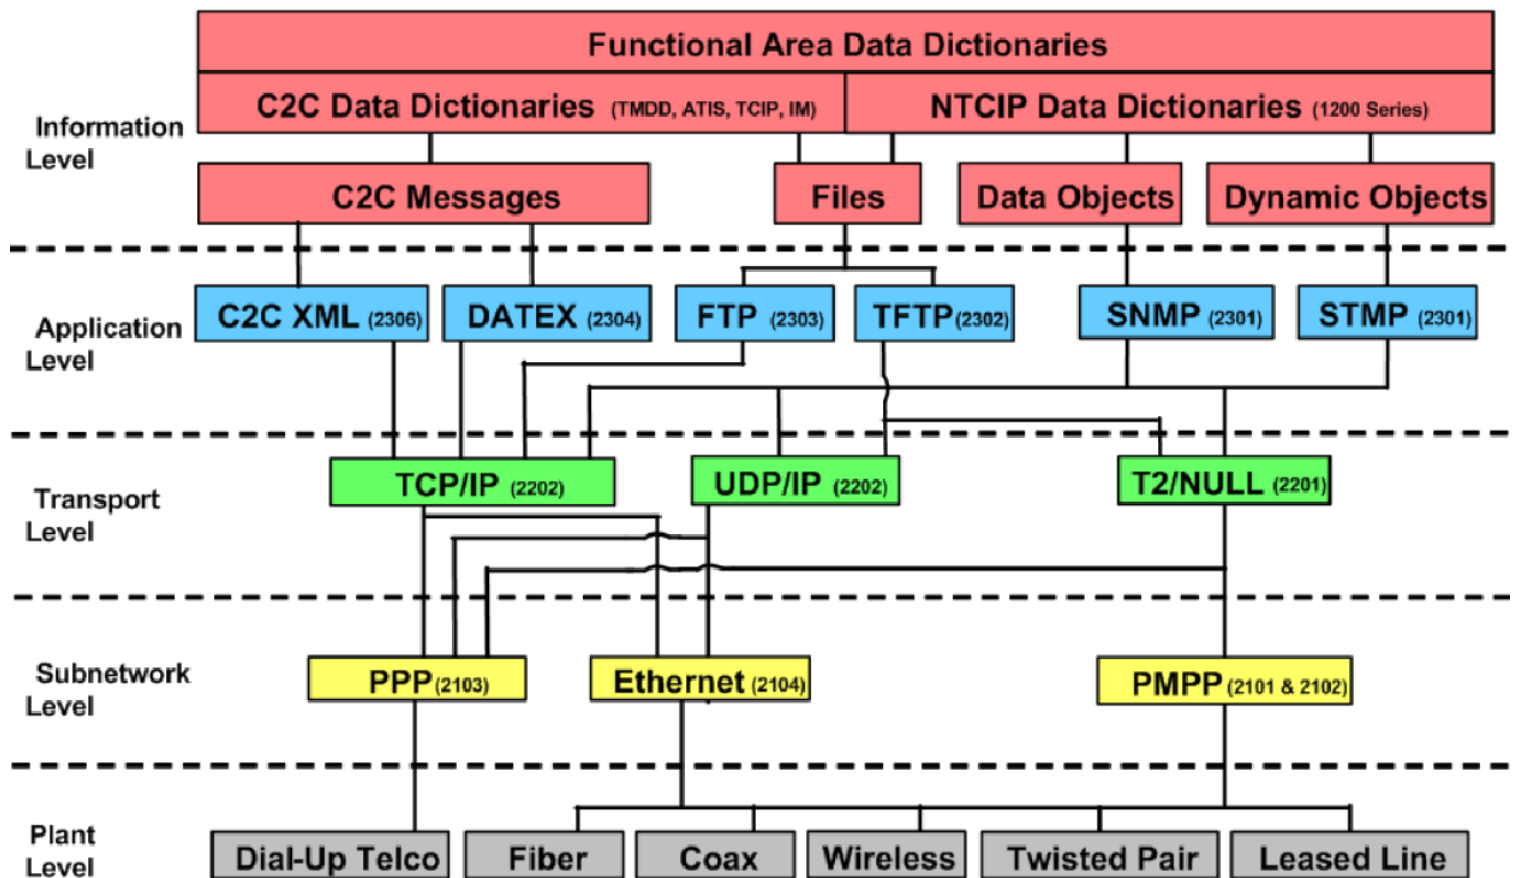 Functional Area Data Dictionaries
C2C Data Dictionaries (TMDD, ATIS, TCIP, IM)
NTCIP Data Dictionaries (1200 Series)
Information
Level
C2C Messages
Files
Data Objects
Dynamic Objects
Application
Level
C2C XML (2306)
DATEX (2304)
FTP (2303)
TFTP (2302)
SNMP (2301)
STMP (2301)
Transport
Level
TCP/IP (2202)
UDP/IP (2202)
T2/NULL (2201)
Subnetwork
Level
PPP (2103)
Ethernet (2104)
PMPP (2101 & 2102)
Plant
Level
Dial-Up Telco
Fiber
Coax
Wireless
Twisted Pair
Leased Line